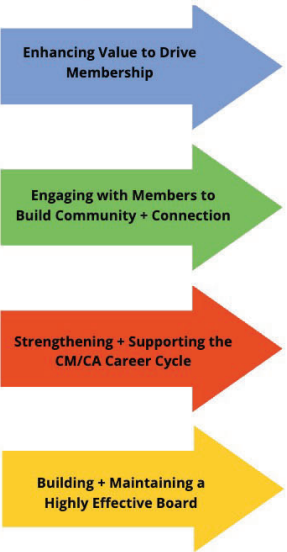 Enhancing Value to Drive
Membership
Engaging with Members to
Build Community + Connection
Strengthening + Supporting the
CM/CA Career Cycle
Building + Maintaining a
Highly Effective Board